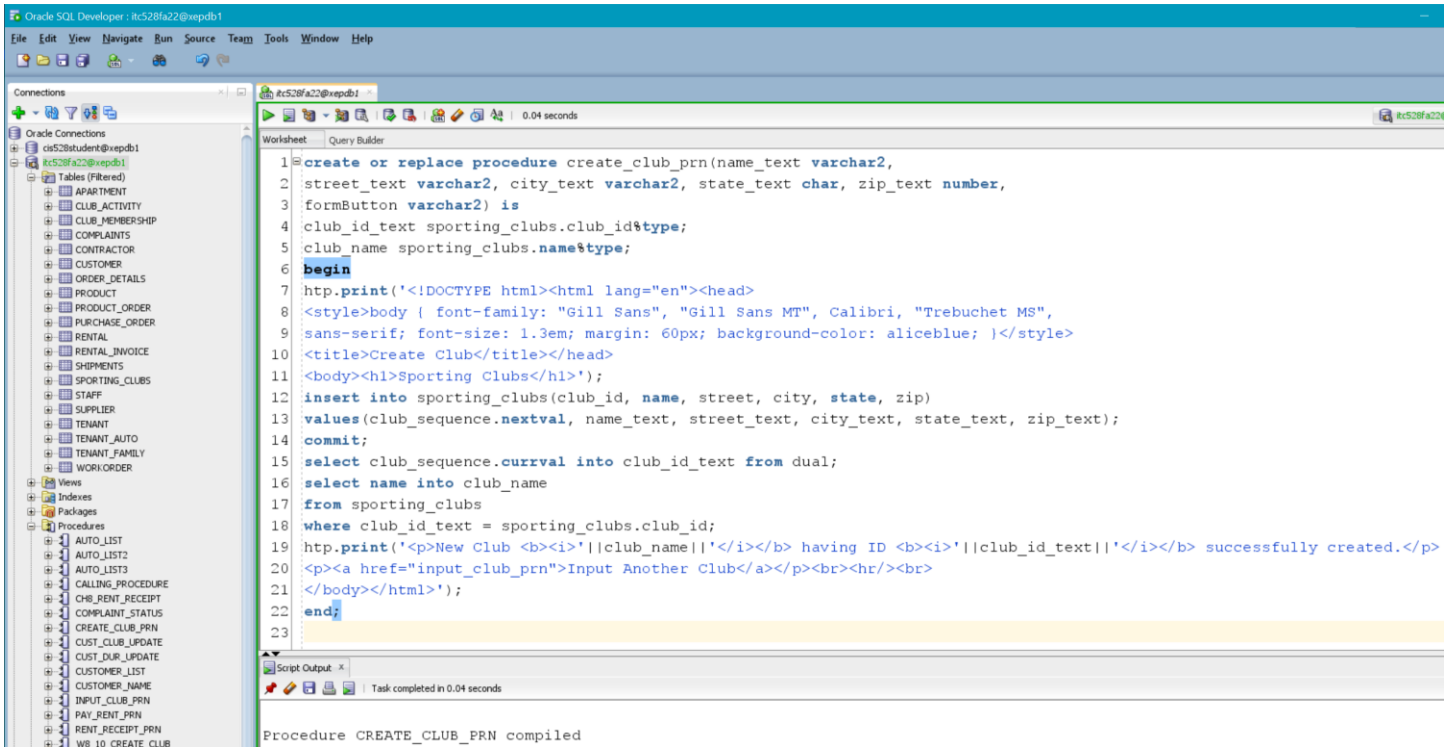 Oracle SQL Developer : itc528fa22@xepdb1
File Edit View Navigate Run Source Team Tools Window Help
Connections
Oracle Connections
cis528student@xepdb1
itc528fa22@xepdb1
Tables (Filtered)
APARTMENT
CLUB_ACTIVITY
CLUB_MEMBERSHIP
COMPLAINTS
CONTRACTOR
CUSTOMER
ORDER_DETAILS
PRODUCT
PRODUCT_ORDER
PURCHASE_ORDER
RENTAL
RENTAL_INVOICE
SHIPMENTS
SPORTING_CLUBS
STAFF
SUPPLIER
TENANT
TENANT_AUTO
TENANT_FAMILY
WORKORDER
Views
Indexes
Packages
Procedures
AUTO_LIST
AUTO_LIST2
AUTO_LIST3
CALLING_PROCEDURE
CH8_RENT_RECEIPT
COMPLAINT_STATUS
CREATE_CLUB_PRN
CUST_CLUB_UPDATE
CUST_DUR_UPDATE
CUSTOMER_LIST
CUSTOMER_NAME
INPUT_CLUB_PRN
PAY_RENT_PRN
RENT_RECEIPT_PRN
W8_10_CREATE_CLUB
itc528fa22@xepdb1
0.04 seconds
itc528fa22@
Worksheet Query Builder
1 create or replace procedure create_club_prn(name_text varchar2,
2 street_text varchar2, city_text varchar2, state_text char, zip_text number,
3 formButton varchar2) is
4 club_id_text sporting_clubs.club_id%type;
5 club_name sporting_clubs.name%type;
6 begin
7 htp.print('<!DOCTYPE html><html lang="en"><head>
8 <style>body { font-family: "Gill Sans", "Gill Sans MT", Calibri, "Trebuchet MS",
9 sans-serif; font-size: 1.3em; margin: 60px; background-color: aliceblue; }</style>
10 <title>Create Club</title></head>
11 <body><h1>Sporting Clubs</h1>');
12 insert into sporting_clubs(club_id, name, street, city, state, zip)
13 values(club_sequence.nextval, name_text, street_text, city_text, state_text, zip_text);
14 commit;
15 select club_sequence.currval into club_id_text from dual;
16 select name into club_name
17 from sporting_clubs
18 where club_id_text = sporting_clubs.club_id;
19 htp.print('<p>New Club <b><i>'||club_name||'</i></b> having ID <b><i>'||club_id_text||'</i></b> successfully created.</p>
20 <p><a href="input_club_prn">Input Another Club</a></p><br><hr/><br>
21 </body></html>');
22 end;
23
Script Output
Task completed in 0.04 seconds
Procedure CREATE_CLUB_PRN compiled